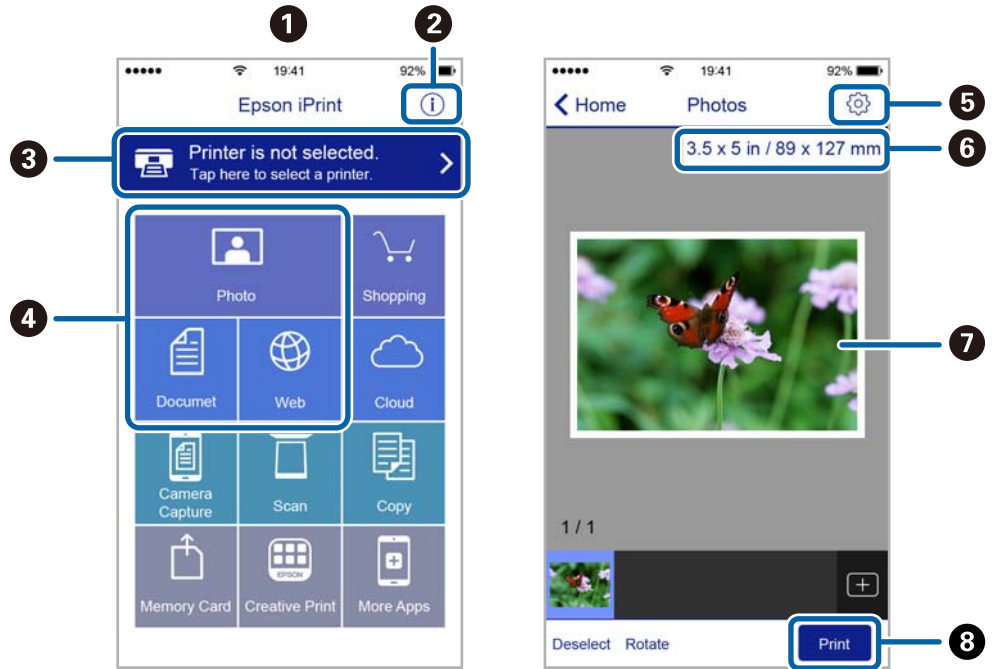 1
2
19:41
92%
Epson iPrint
3
Printer is not selected.
Tap here to select a printer.
4
Photo
Shopping
Documet
Web
Cloud
Camera
Capture
Scan
Copy
EPSON
Memory Card
Creative Print
More Apps
19:41
92%
Home
Photos
5
3.5 x 5 in / 89 x 127 mm
6
7
1 / 1
Deselect
Rotate
Print
8